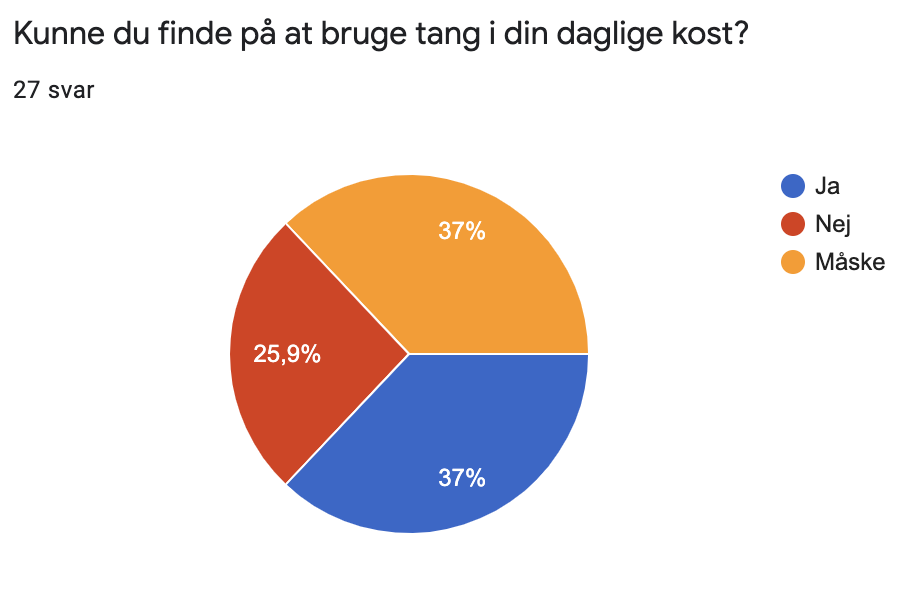 Kunne du finde på at bruge tang i din daglige kost?
27 svar
Ja
Nej
Måske
37%
25,9%
37%